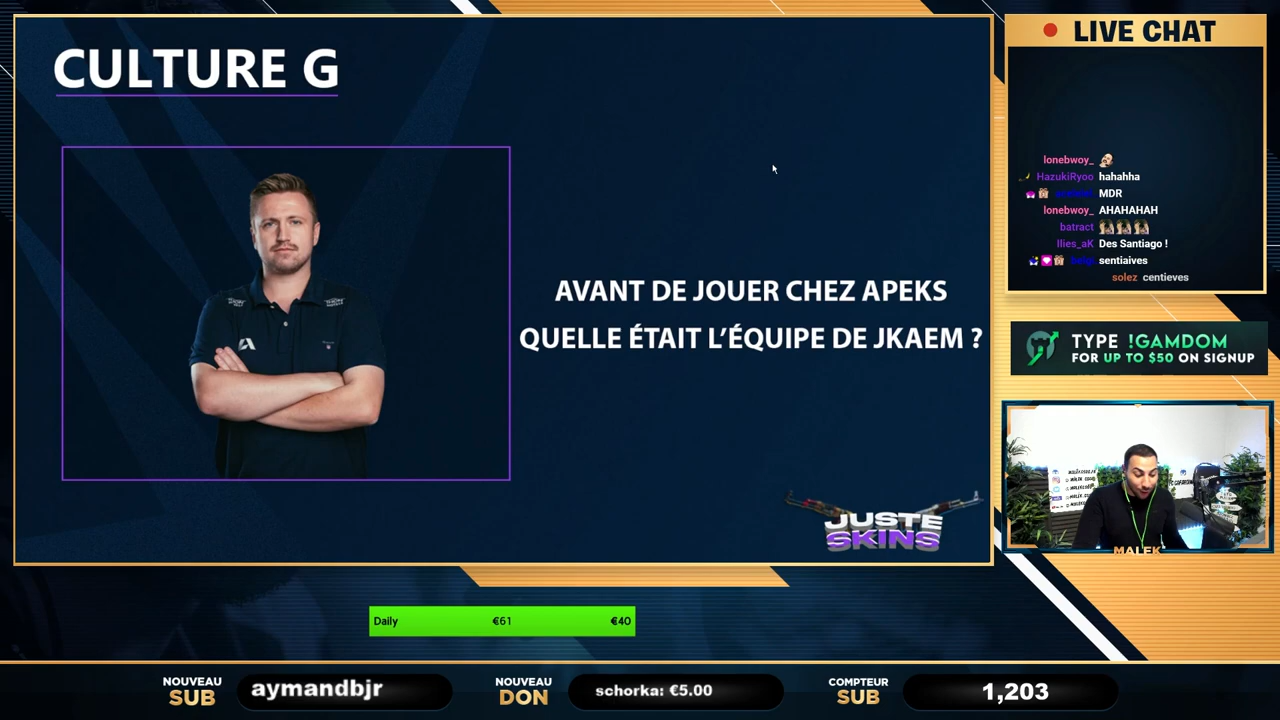 CULTURE G
AVANT DE JOUER CHEZ APEKS
QUELLE ÉTAIT L'ÉQUIPE DE JKAEM ?
JUSTE
SKINS
LIVE CHAT
lonebwoy_
HazukiRyoo hahahha
MDR
lonebwoy_ AHAHAHAH
batract
Ilies_aK Des Santiago !
sentiaives
solez centieves
TYPE !GAMDOM
FOR UP TO $50 ON SIGNUP
MALEK
Daily €61 €40
NOUVEAU
SUB
aymandbjr
NOUVEAU
DON
schorka: €5.00
COMPTEUR
SUB
1,203